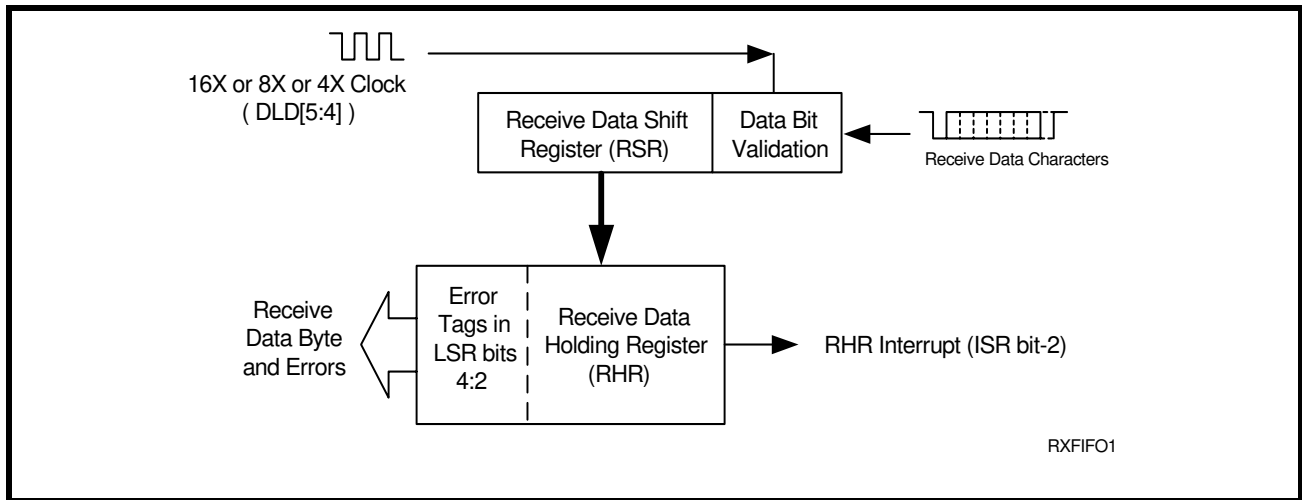 16X or 8X or 4X Clock
( DLD[5:4] )
Receive Data Shift
Register (RSR)
Data Bit
Validation
Receive Data Characters
Receive
Data Byte
and Errors
Error
Tags in
LSR bits
4:2
Receive Data
Holding Register
(RHR)
RHR Interrupt (ISR bit-2)
RXFIFO1